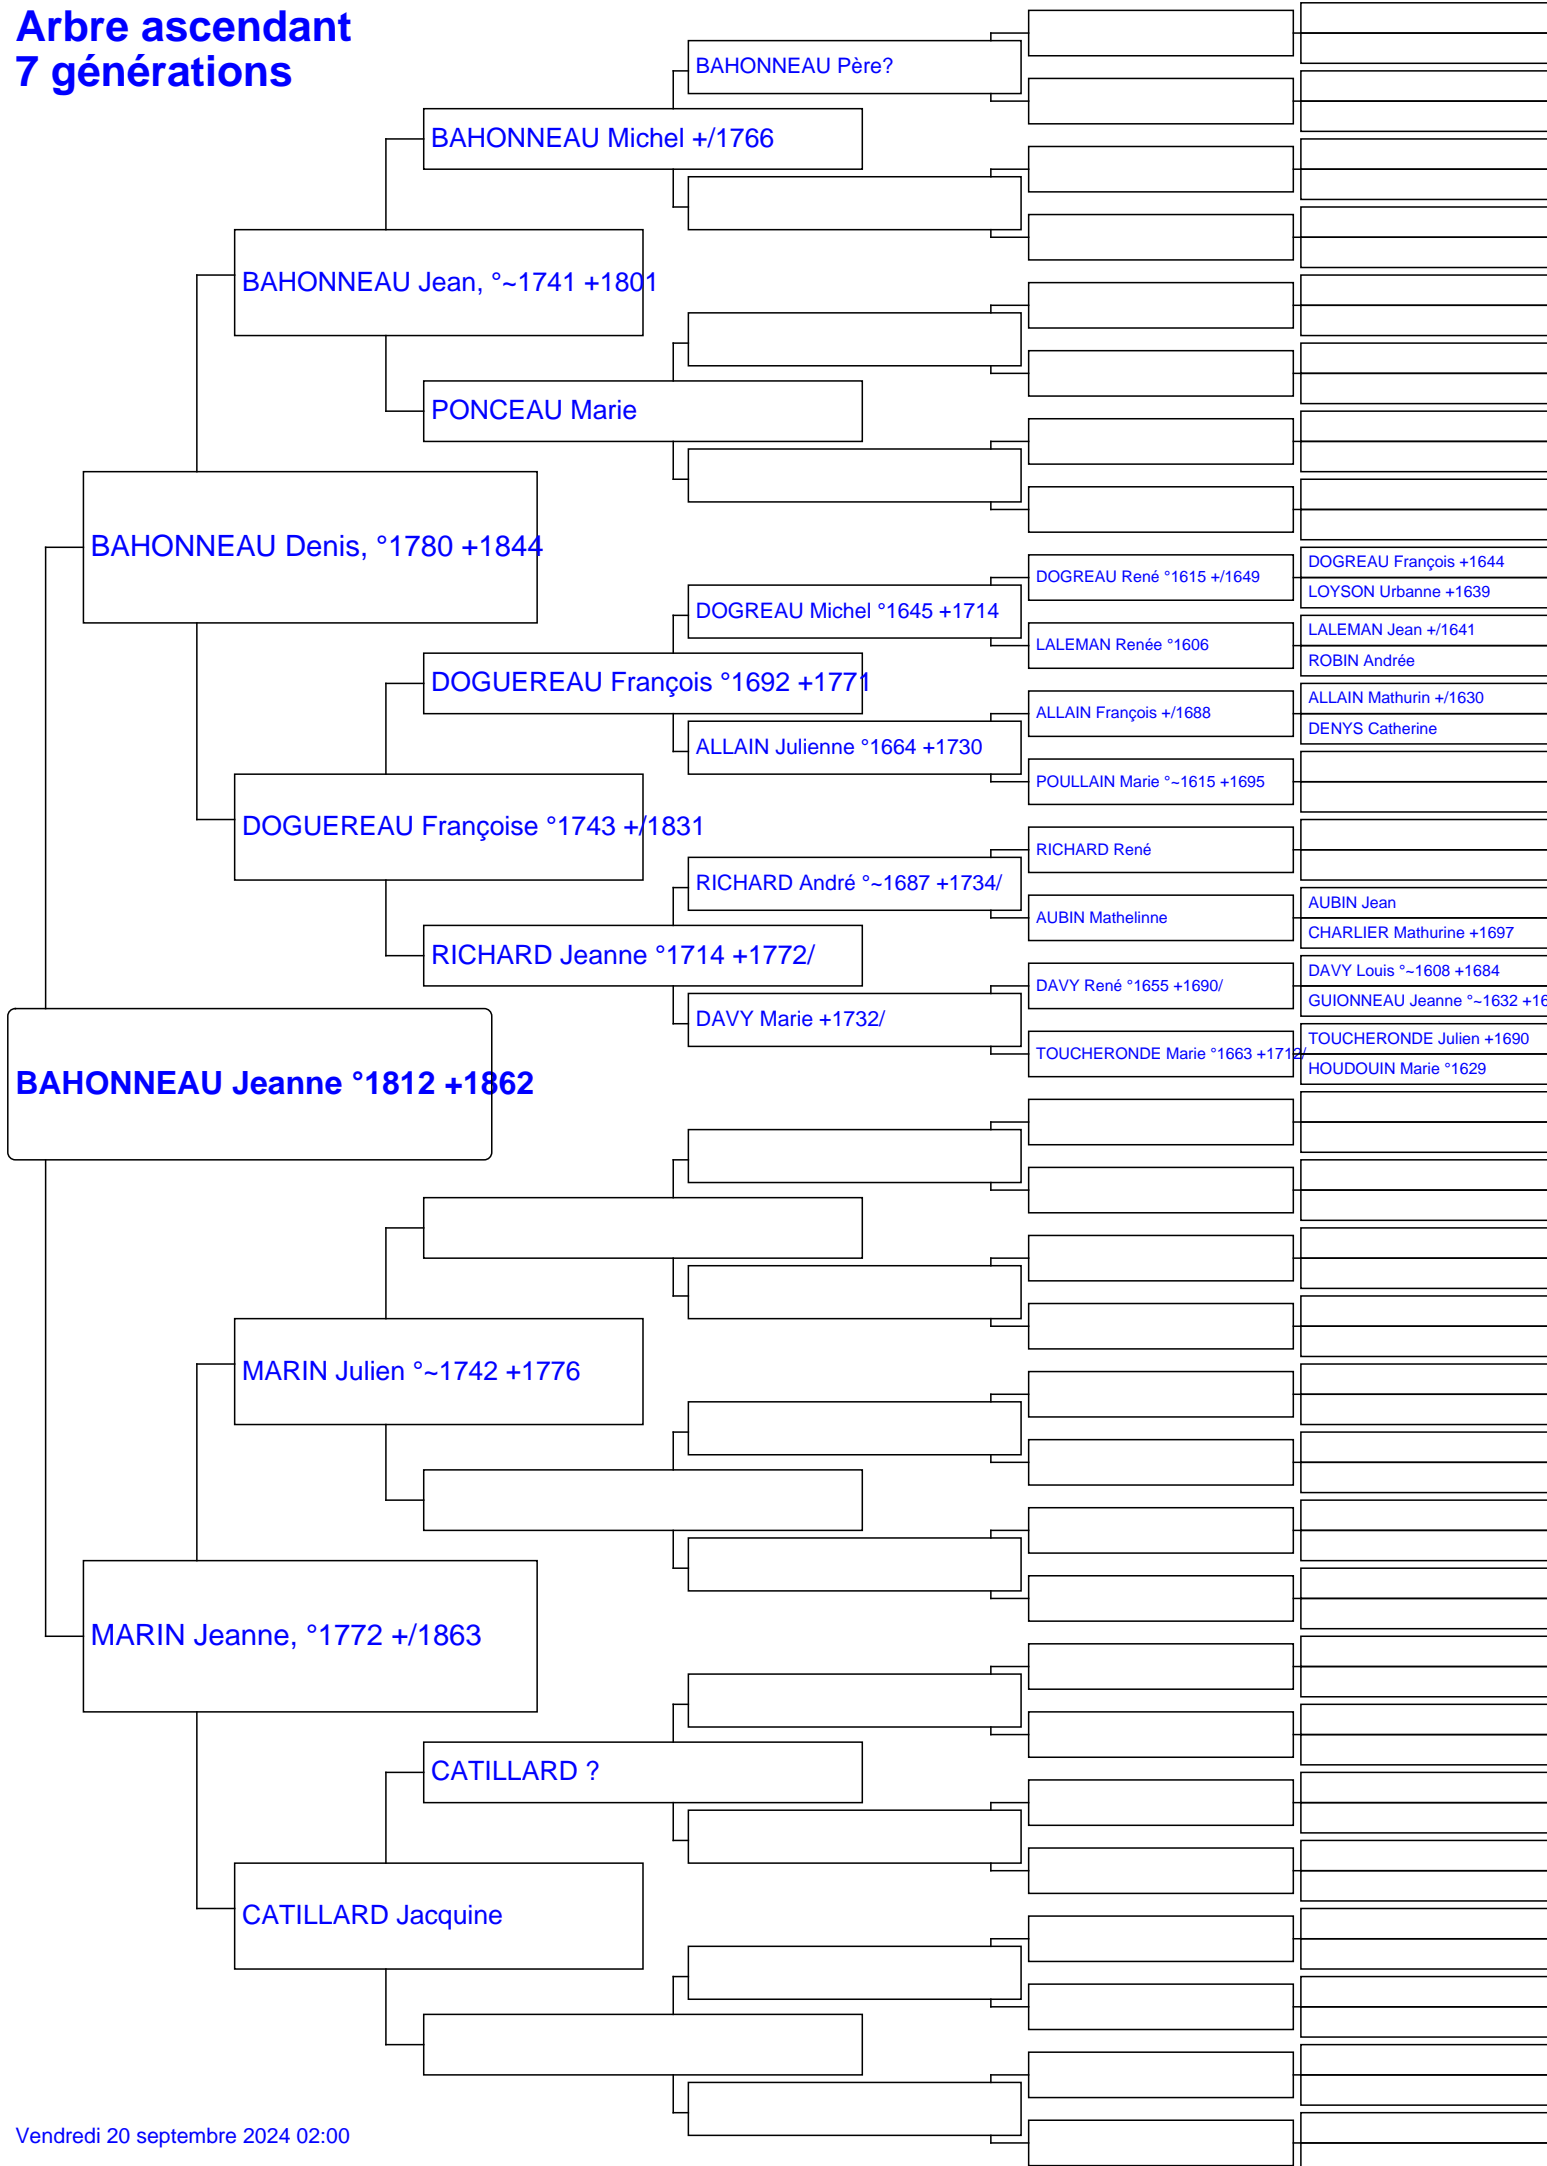 Arbre ascendant
7 générations
BAHONNEAU Père?
BAHONNEAU Michel +/1766
BAHONNEAU Jean, °~1741 +1801
PONCEAU Marie
BAHONNEAU Denis, °1780 +1844
DOGREAU François +1644
DOGREAU René °1615 +/1649
LOYSON Urbanne +1639
DOGREAU Michel °1645 +1714
LALEMAN Jean +/1641
LALEMAN Renée °1606
ROBIN Andrée
DOGUEREAU François °1692 +1771
ALLAIN Mathurin +/1630
ALLAIN François +/1688
DENYS Catherine
ALLAIN Julienne °1664 +1730
POULLAIN Marie °~1615 +1695
DOGUEREAU Françoise °1743 +/1831
RICHARD René
RICHARD André °~1687 +1734/
AUBIN Jean
AUBIN Mathelinne
CHARLIER Mathurine +1697
RICHARD Jeanne °1714 +1772/
DAVY Louis °~1608 +1684
DAVY René °1655 +1690/
GUIONNEAU Jeanne °~1632 +16
DAVY Marie +1732/
TOUCHERONDE Julien +1690
TOUCHERONDE Marie °1663 +1712/
HOUDOUIN Marie °1629
BAHONNEAU Jeanne °1812 +1862
MARIN Julien °~1742 +1776
MARIN Jeanne, °1772 +/1863
CATILLARD ?
CATILLARD Jacquine
Vendredi 20 septembre 2024 02:00